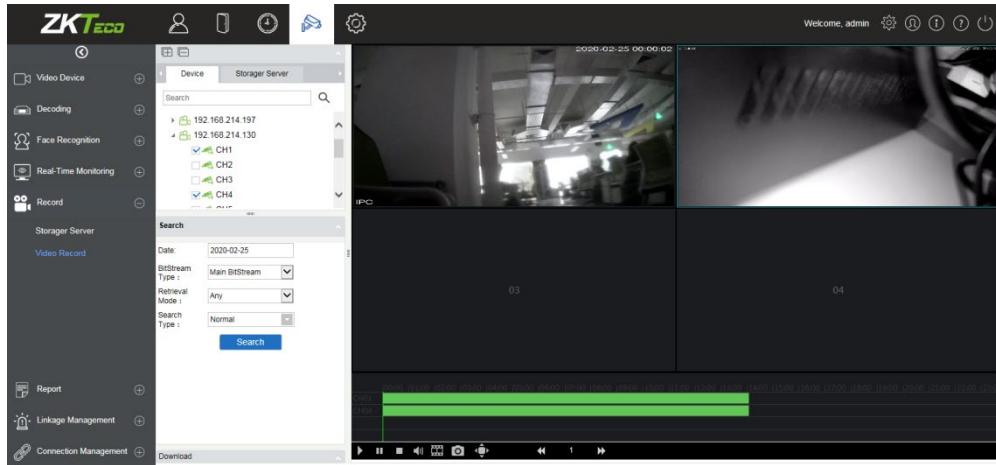 ZKTeco
Welcome, admin
Video Device
Decoding
Face Recognition
Real-Time Monitoring
Record
Storager Server
Video Record
Report
Linkage Management
Connection Management
Device
Storager Server
Search
192.168.214.197
192.168.214.130
CH1
CH2
CH3
CH4
Search
Date:
2020-02-25
BitStream
Type :
Main BitStream
Retrieval
Mode :
Any
Search
Type :
Normal
Search
Download
2020-02-25 00:00:02
IPC
03
04
CH01
CH04
1